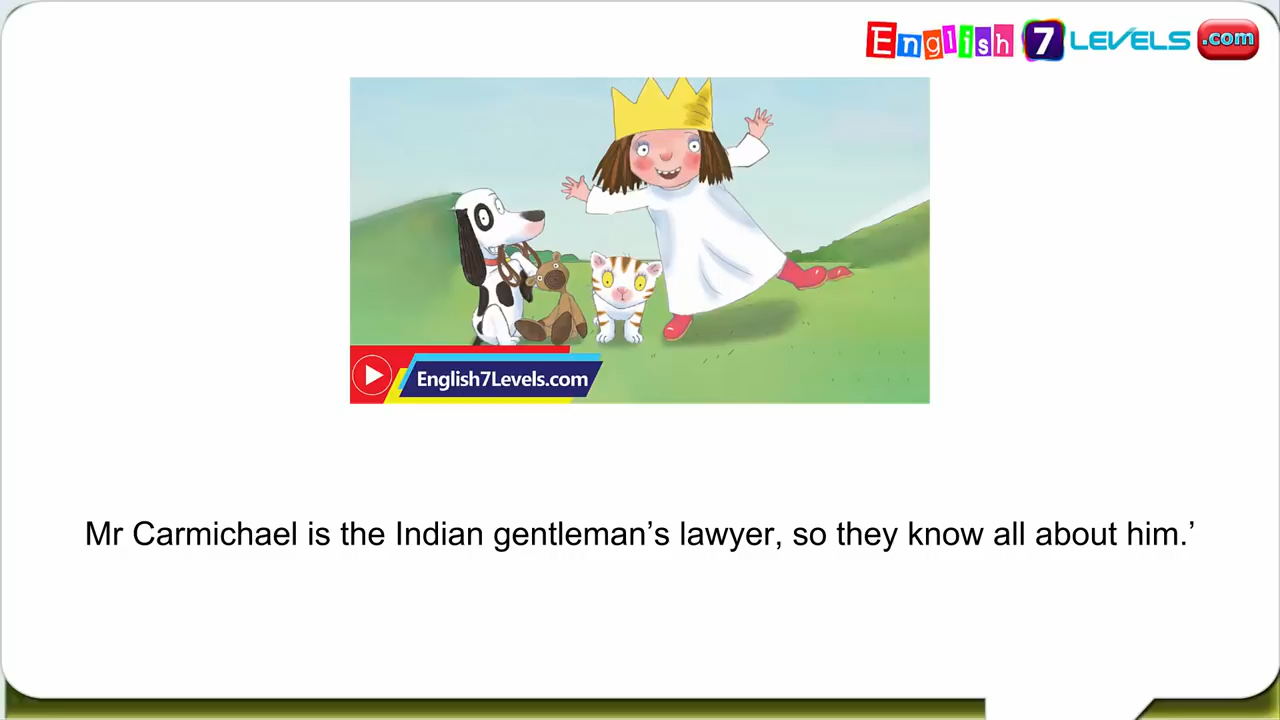 English 7 LEVELS .com
English7Levels.com
Mr Carmichael is the Indian gentleman’s lawyer, so they know all about him.’